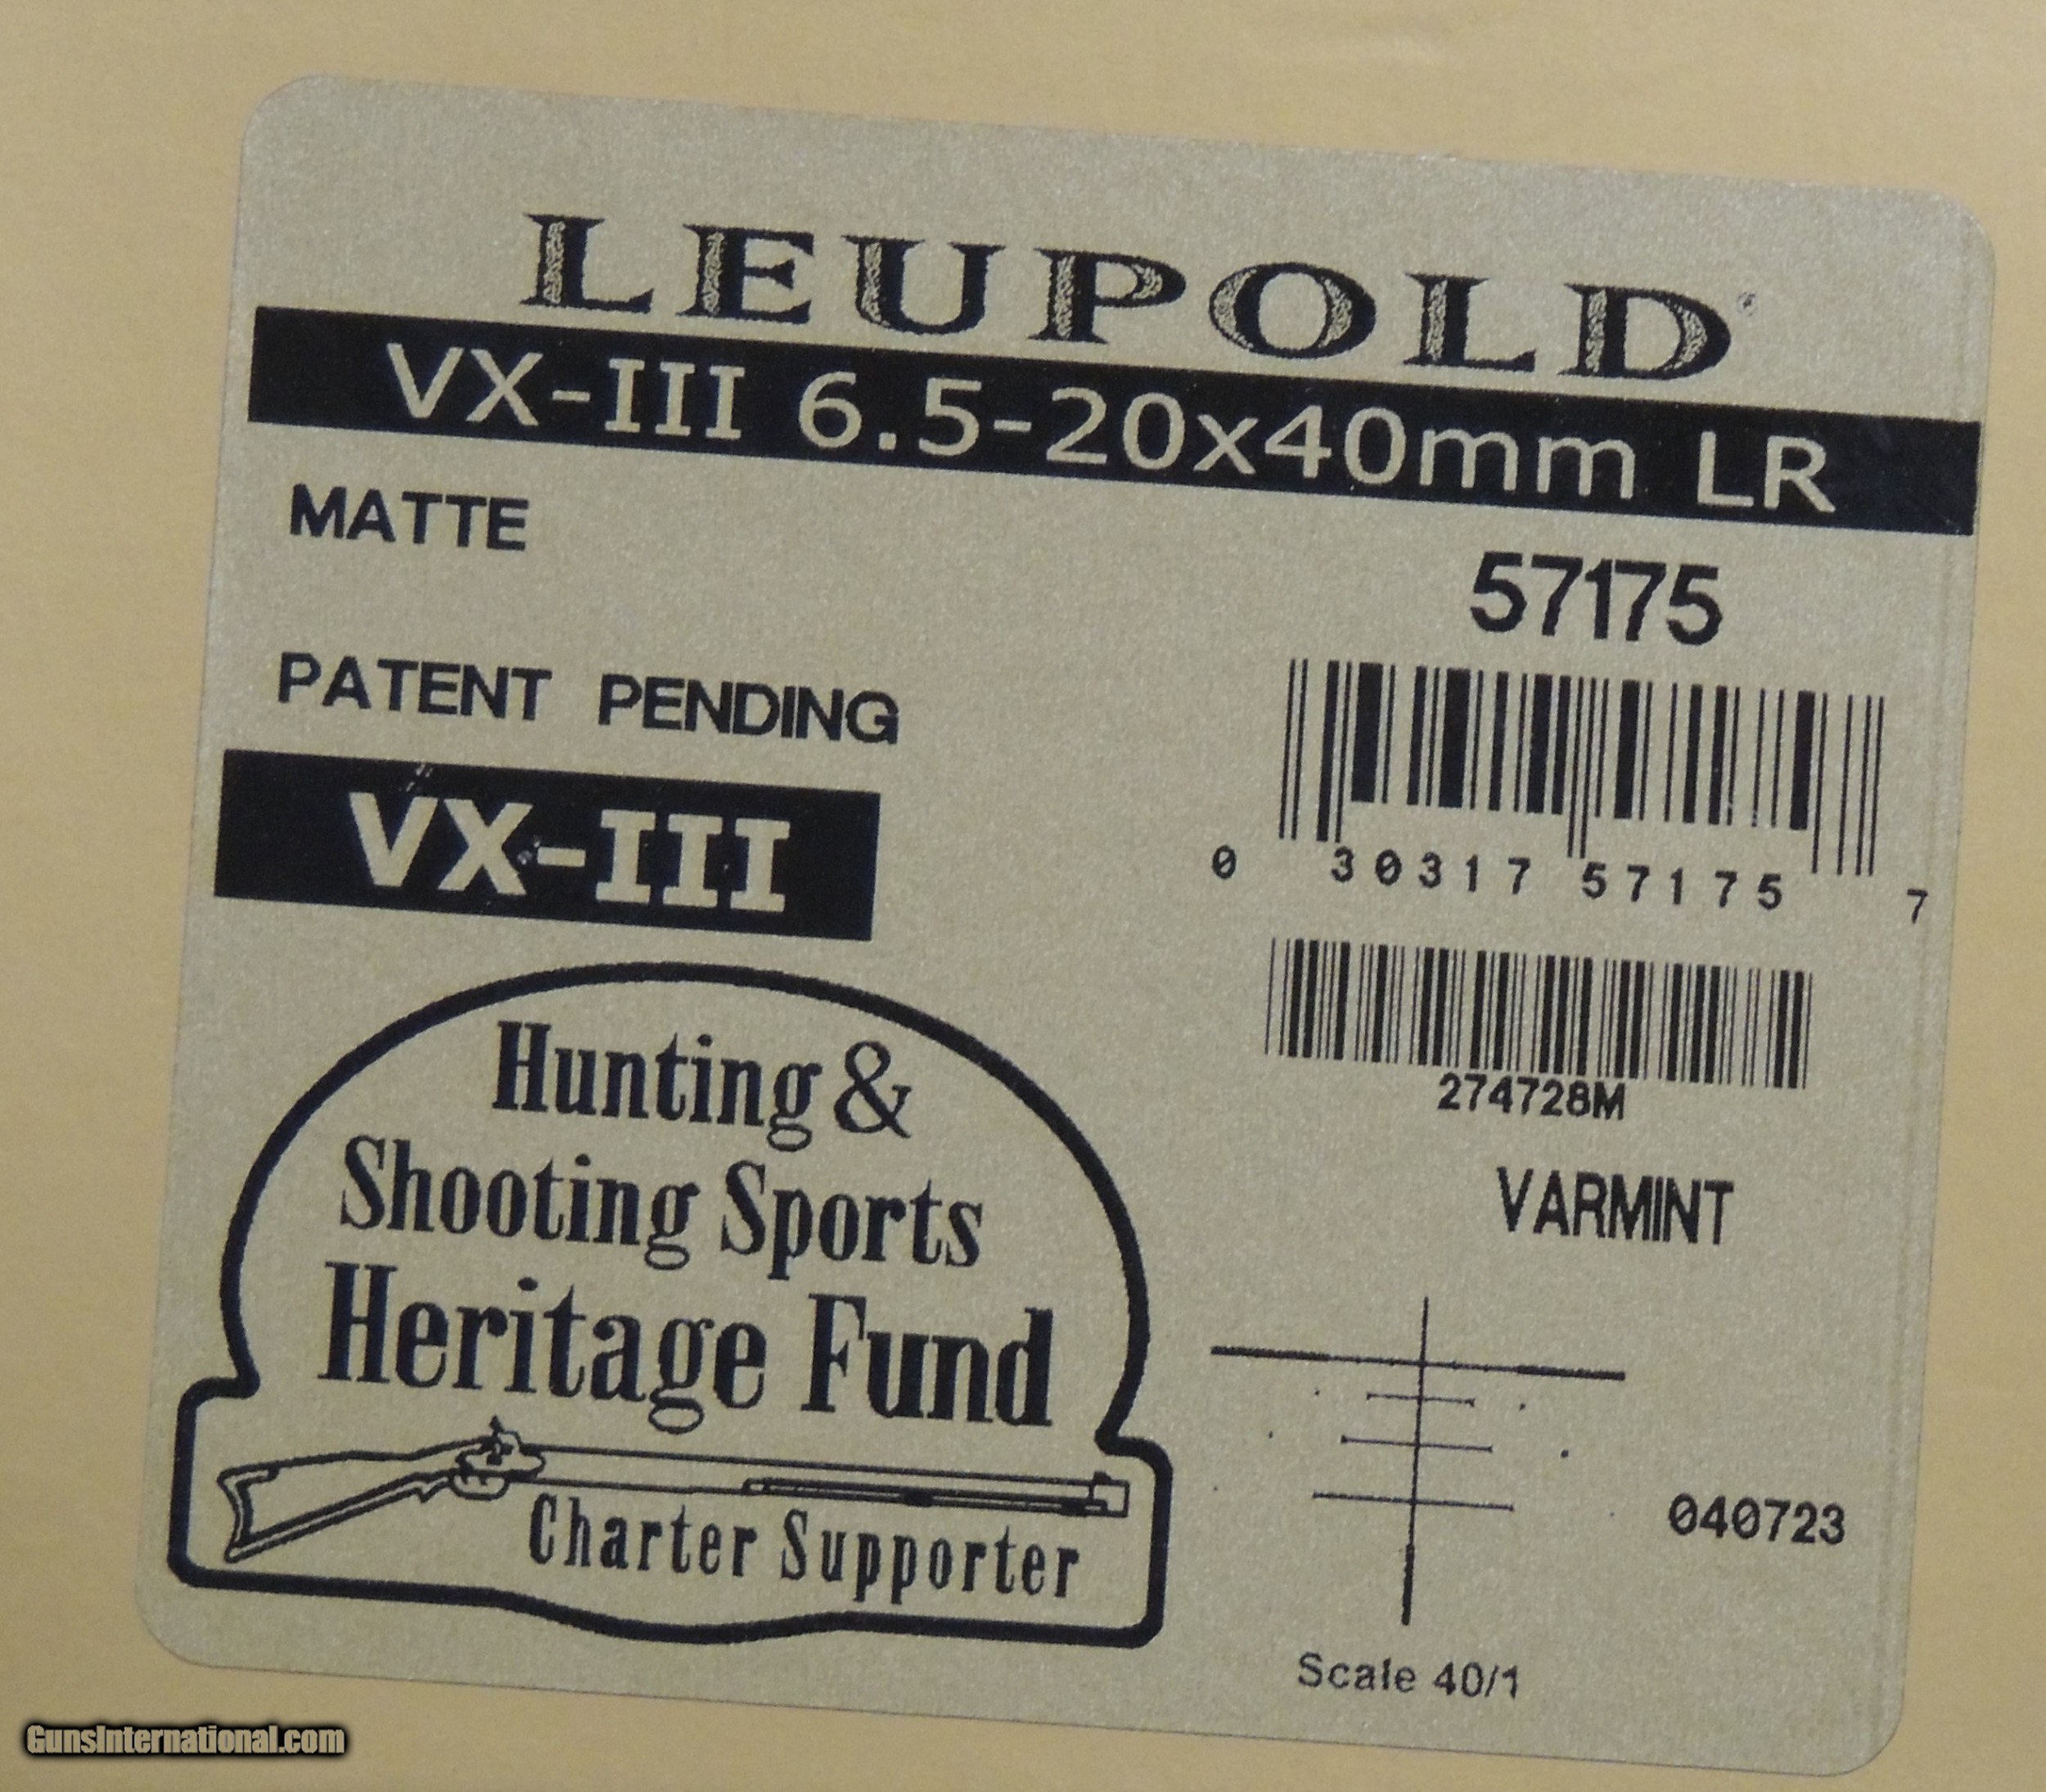 LEUPOLD®
VX-III 6.5-20x40mm LR
MATTE
57175
PATENT PENDING
0 30317 57175 7
VX-III
274728M
Hunting &
Shooting Sports
Heritage Fund
Charter Supporter
VARMINT
040723
Scale 40/1
GunsInternational.com